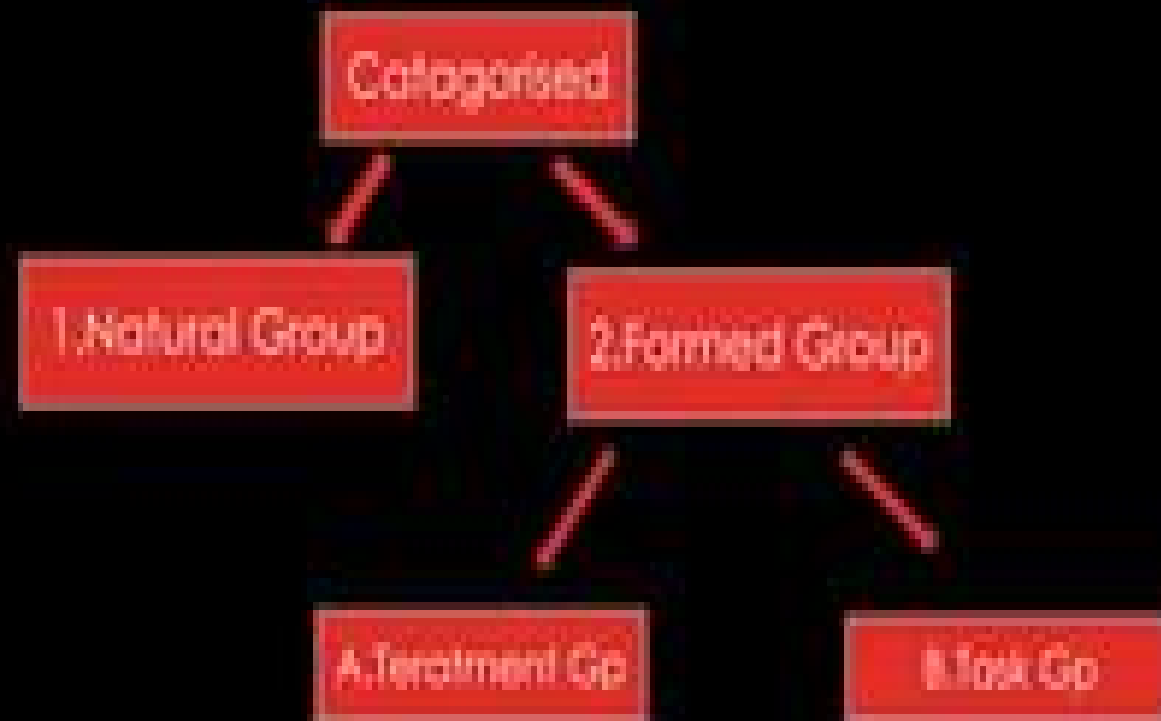 Catagorised
1.Natural Group
2.Formed Group
A.Teratment Gp
B.Task Gp